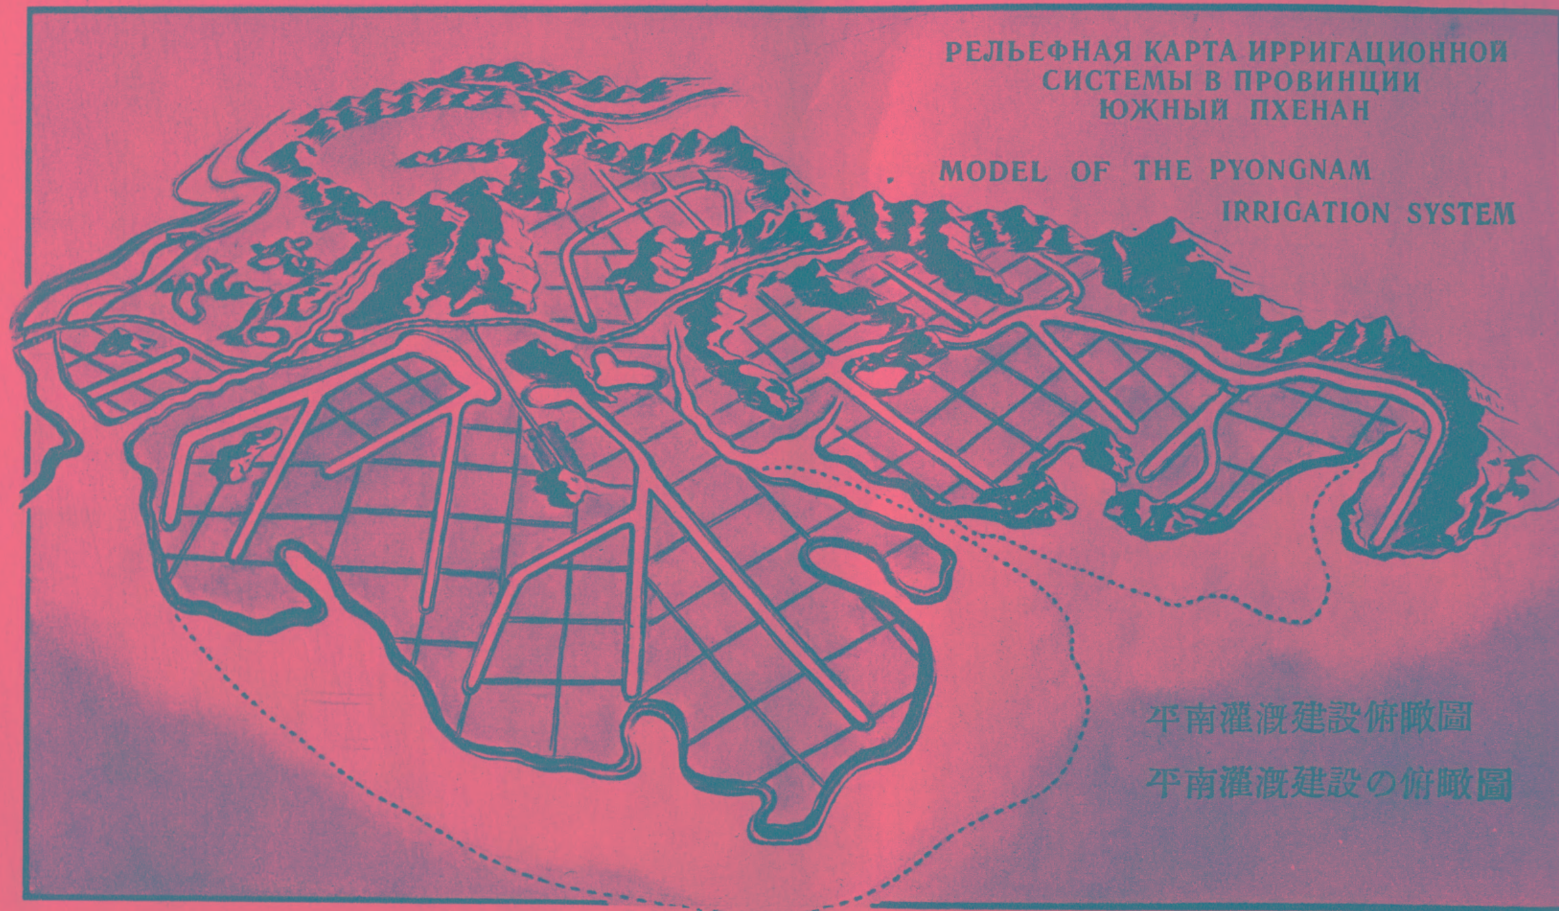 РЕЛЬЕФНАЯ КАРТА ИРРИГАЦИОННОЙ
СИСТЕМЫ В ПРОВИНЦИИ
ЮЖНЫЙ ПХЕНАН
MODEL OF THE PYONGNAM
IRRIGATION SYSTEM
平南灌漑建設俯瞰圖
平南灌漑建設の俯瞰圖